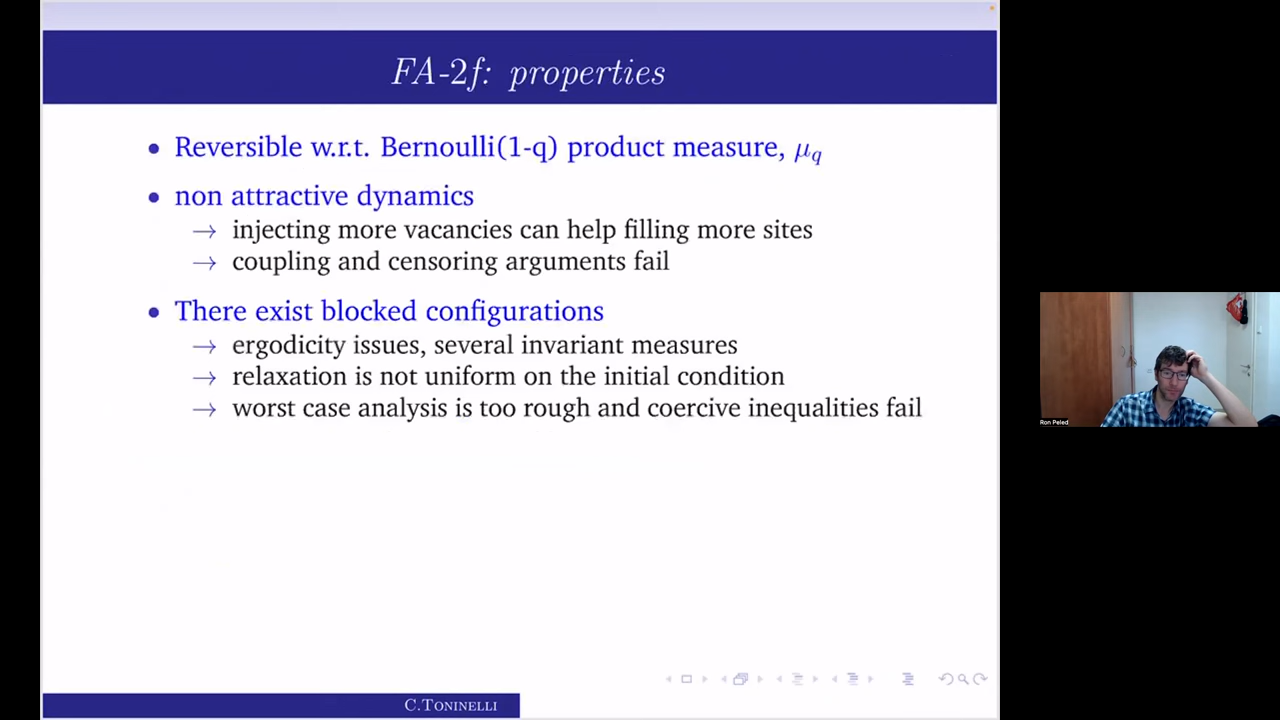 FA-2f: properties
• Reversible w.r.t. Bernoulli(1-q) product measure, μq
• non attractive dynamics
→ injecting more vacancies can help filling more sites
→ coupling and censoring arguments fail
• There exist blocked configurations
→ ergodicity issues, several invariant measures
→ relaxation is not uniform on the initial condition
→ worst case analysis is too rough and coercive inequalities fail
Ron Peled
C.Toninelli